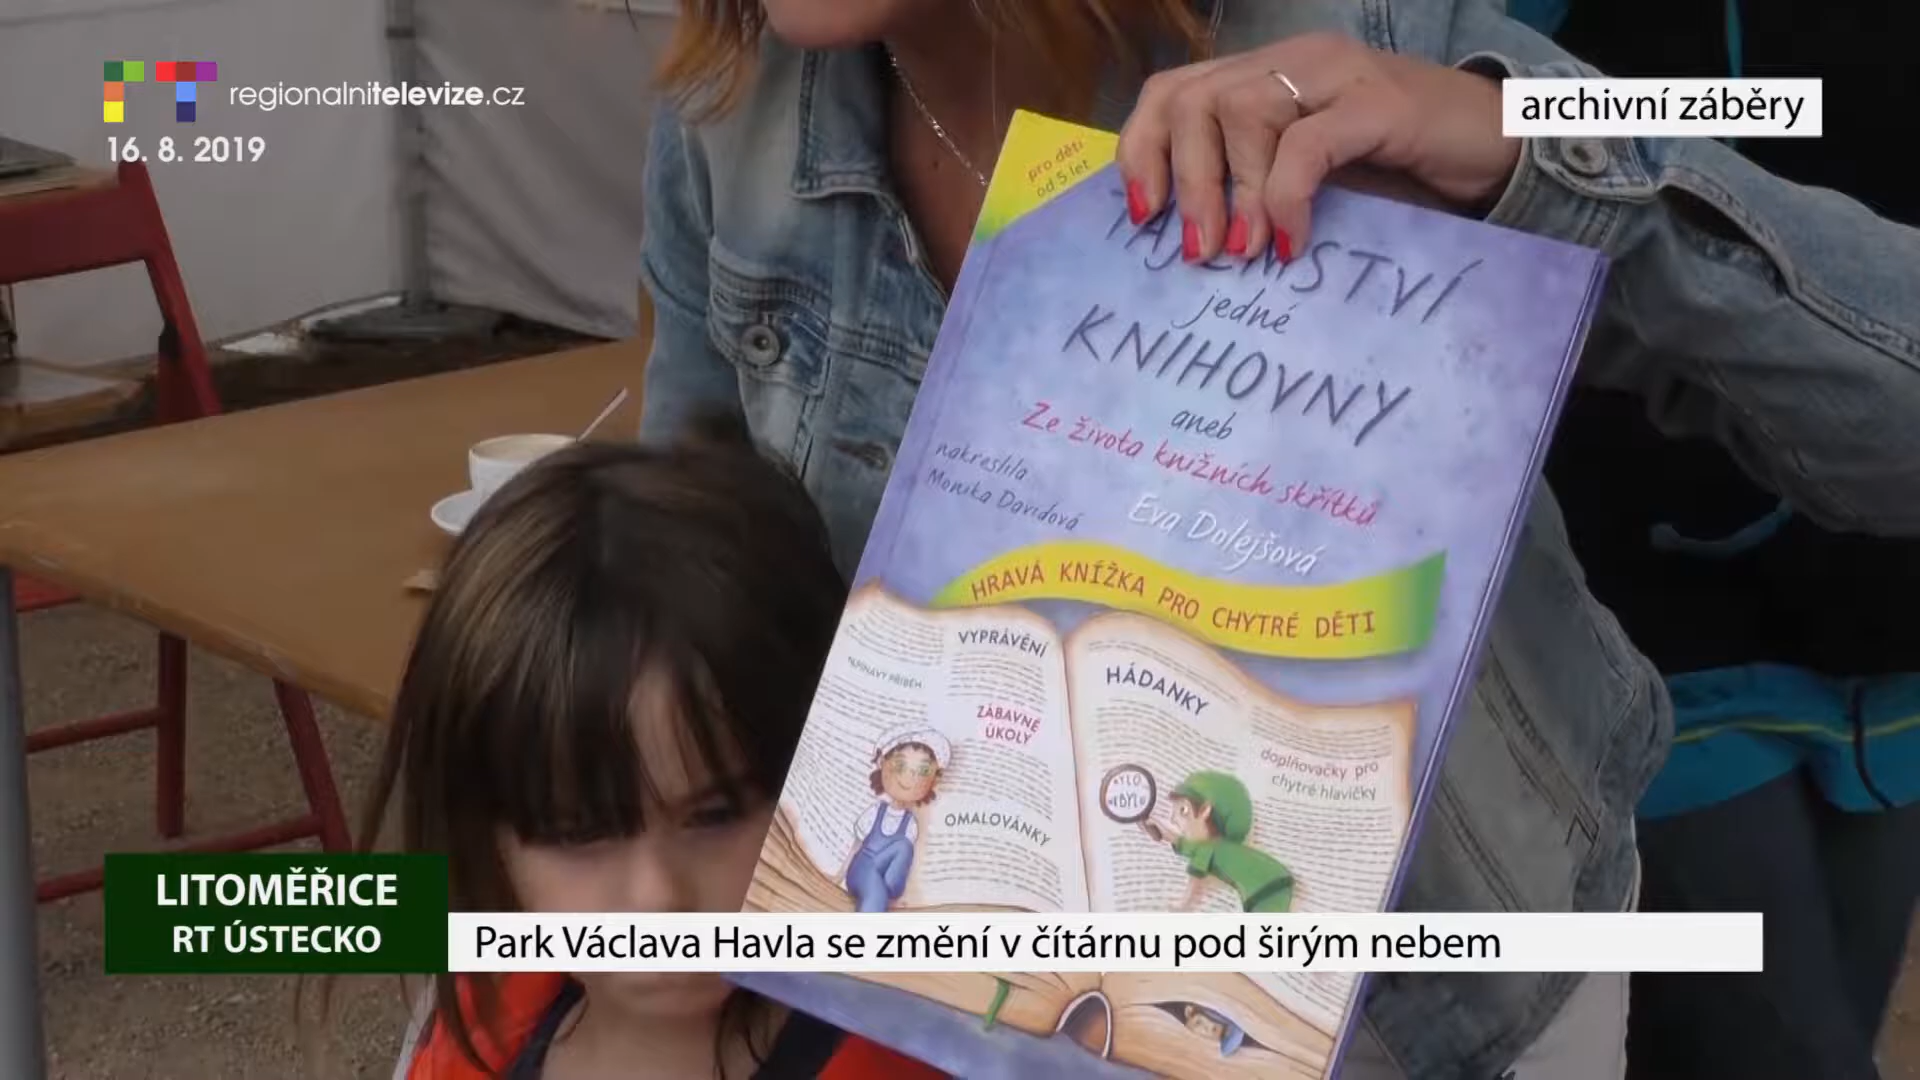 regionalnitelevize.cz
16. 8. 2019
archivní záběry
pro děti
od 5 let
TAJEMSTVÍ
jedné
KNIHOVNY
aneb
Ze života knižních skřítků
nakreslila
Monika Davidová
Eva Dolejšová
HRAVÁ KNÍŽKA PRO CHYTRÉ DĚTI
VYPRÁVĚNÍ
ZÁBAVNÉ
ÚKOLY
OMALOVÁNKY
HÁDANKY
doplňovačky pro
chytré hlavičky
BYLO
NEBYLO
LITOMĚŘICE
RT ÚSTECKO
Park Václava Havla se změní v čítárnu pod širým nebem